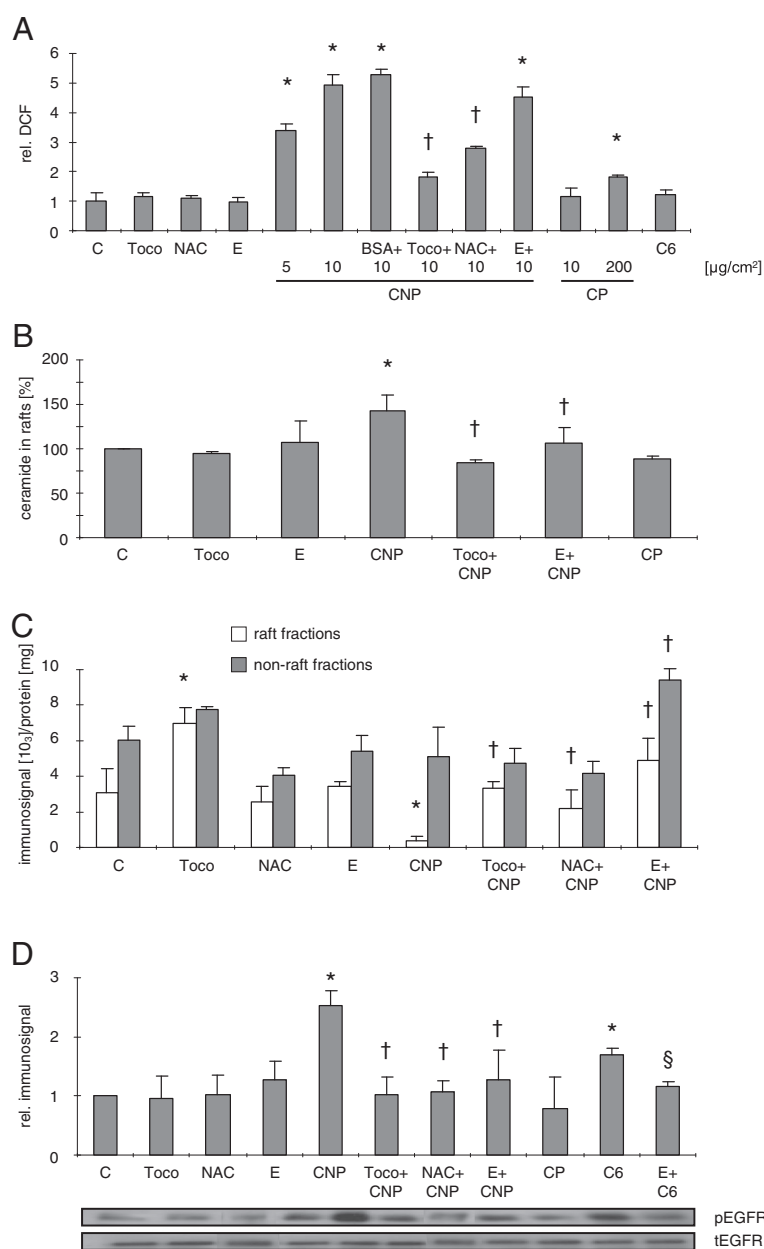 A
6
*
*
*
*
5
*
4
†
3
†
*
2
1
0
rel. DCF
C Toco NAC E BSA+ Toco+ NAC+ E+ C6
5 10 10 10 10 10 10 200 [µg/cm²]
CNP CP
B
200
*
150
†
†
100
50
0
ceramide in rafts [%]
C Toco E CNP Toco+ CNP E+ CNP CP
C
raft fractions
non-raft fractions
10
†
*
8
†
6
†
†
4
*
2
0
immunosignal [10₃]/protein [mg]
C Toco NAC E CNP Toco+ CNP NAC+ CNP E+ CNP
D
3
*
†
*
2
†
†
§
1
0
rel. immunosignal
C Toco NAC E CNP Toco+ CNP NAC+ CNP E+ CNP CP C6 E+ C6
pEGFR
tEGFR